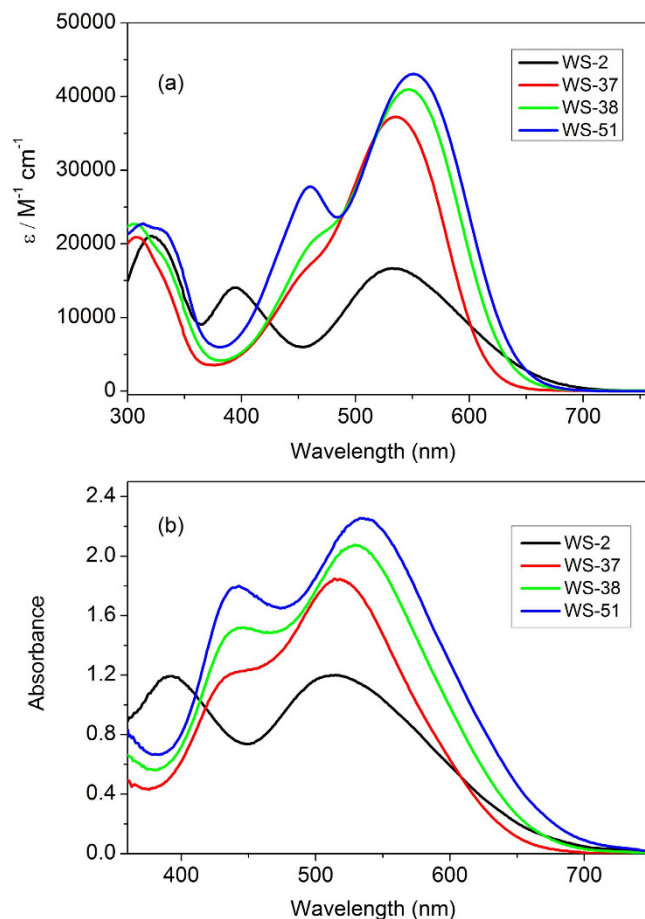 50000
40000
30000
20000
10000
0
ε / M⁻¹ cm⁻¹
(a)
WS-2
WS-37
WS-38
WS-51
300 400 500 600 700
Wavelength (nm)
2.4
2.0
1.6
1.2
0.8
0.4
0.0
Absorbance
(b)
WS-2
WS-37
WS-38
WS-51
400 500 600 700
Wavelength (nm)